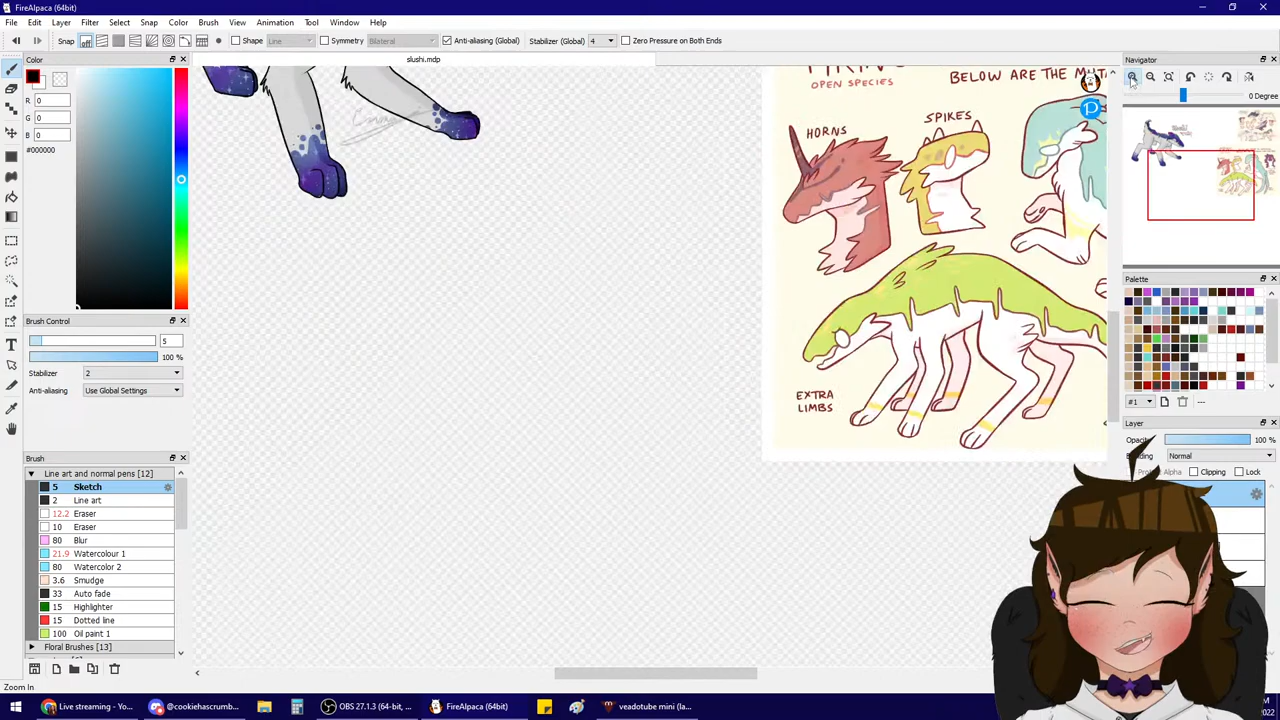 FireAlpaca (64bit)
File Edit Layer Filter Select Snap Color Brush View Animation Tool Window Help
Snap off Shape Line Symmetry Bilateral Anti-aliasing (Global) Stabilizer (Global) 4 Zero Pressure on Both Ends
slushi.mdp
Color
R 0
G 0
B 0
#000000
Brush Control
5
100 %
Stabilizer 2
Anti-aliasing Use Global Settings
Brush
Line art and normal pens [12]
5 Sketch
2 Line art
12.2 Eraser
10 Eraser
80 Blur
21.9 Watercolour 1
80 Watercolor 2
3.6 Smudge
33 Auto fade
15 Highlighter
15 Dotted line
100 Oil paint 1
Floral Brushes [13]
Zoom In
OPEN SPECIES
BELOW ARE THE
HORNS
SPIKES
EXTRA
LIMBS
Navigator
0 Degree
Palette
#1
Layer
Opacity 100 %
Normal
Clipping Lock
Live streaming - Yo...
@cookiehascrumb...
OBS 27.1.3 (64-bit, ...
FireAlpaca (64bit)
veadotube mini (la...